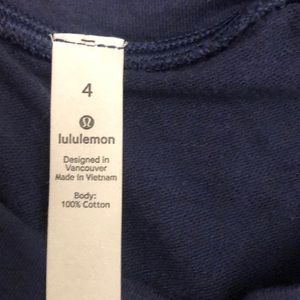 4
lululemon
Designed in
Vancouver
Made in Vietnam
Body:
100% Cotton